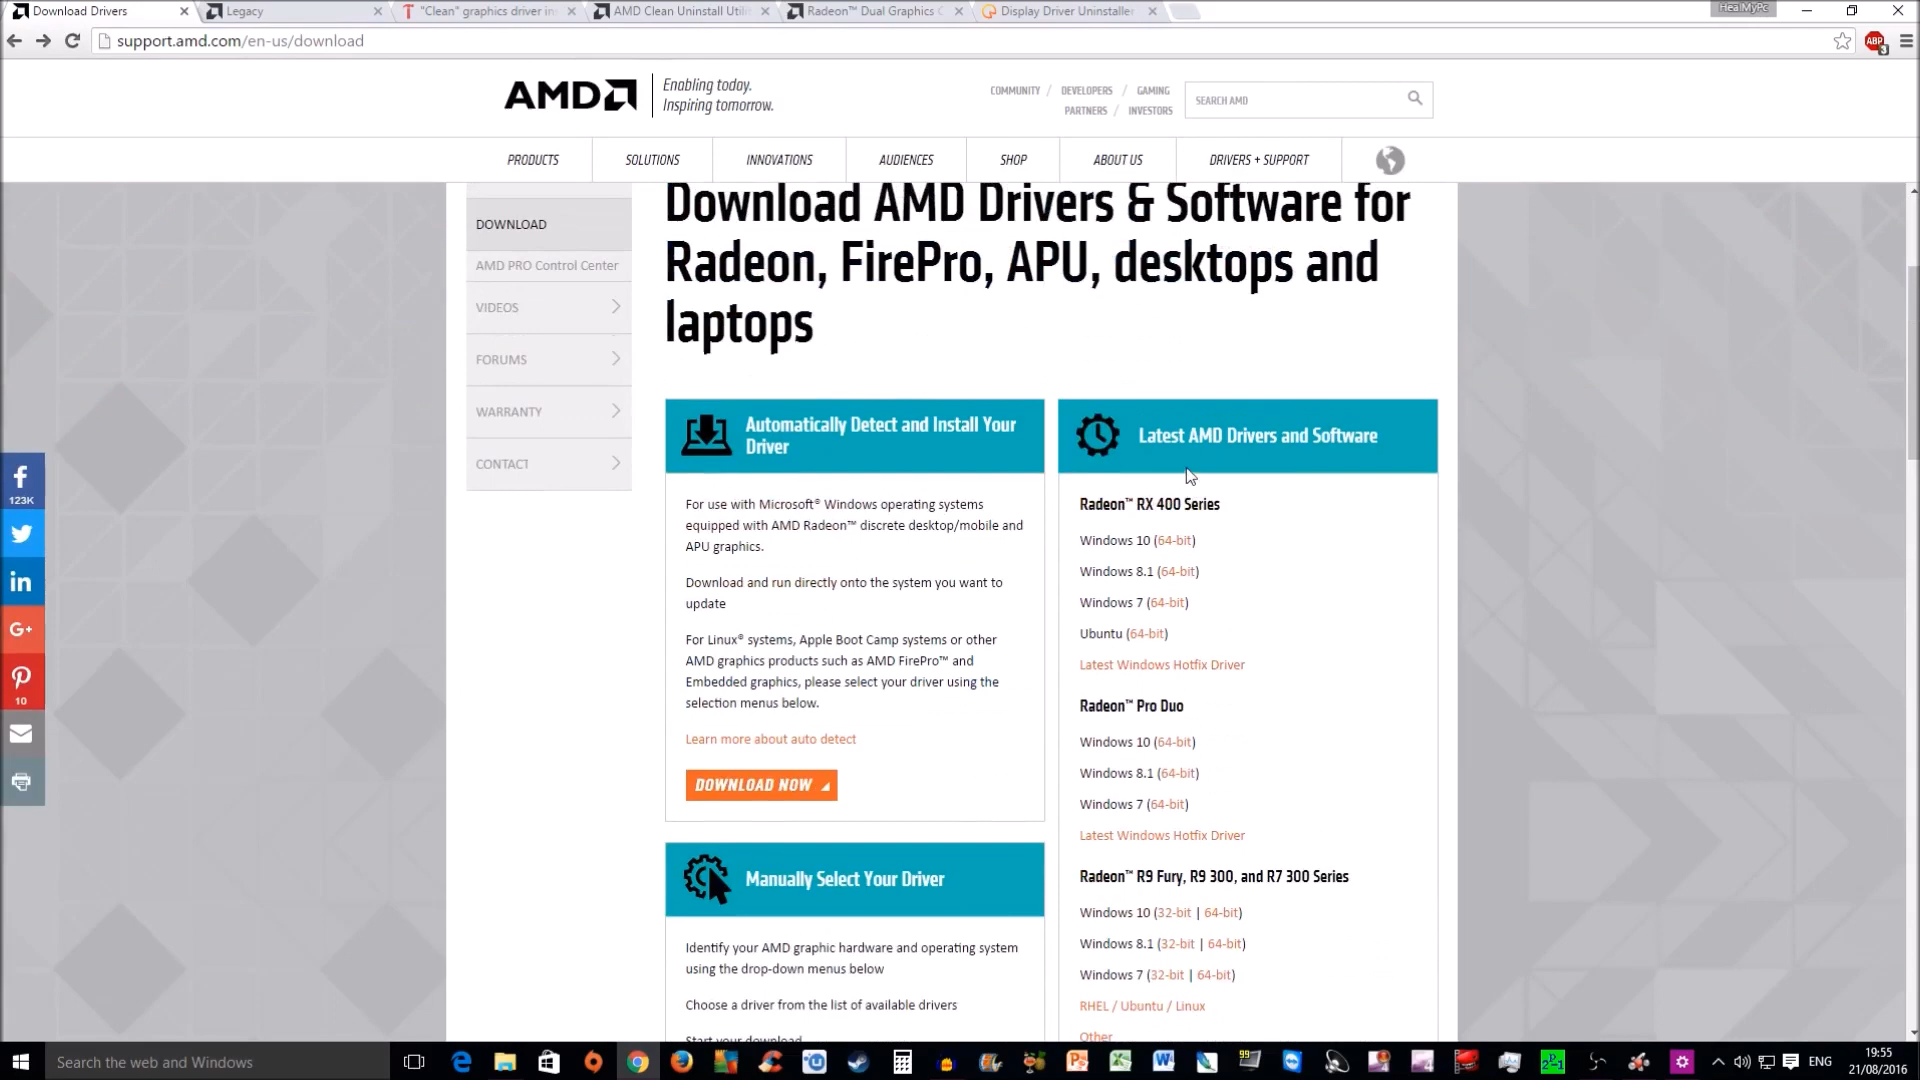 Download Drivers
Legacy
"Clean" graphics driver in
AMD Clean Uninstall Utili
Radeon™ Dual Graphics C
Display Driver Uninstaller
HealMyPc
support.amd.com/en-us/download
ABP
3
AMD
Enabling today.
Inspiring tomorrow.
COMMUNITY / DEVELOPERS / GAMING
PARTNERS / INVESTORS
SEARCH AMD
PRODUCTS
SOLUTIONS
INNOVATIONS
AUDIENCES
SHOP
ABOUT US
DRIVERS + SUPPORT
DOWNLOAD
AMD PRO Control Center
VIDEOS
FORUMS
WARRANTY
CONTACT
123K
G+
10
Download AMD Drivers & Software for
Radeon, FirePro, APU, desktops and
laptops
Automatically Detect and Install Your
Driver
For use with Microsoft® Windows operating systems
equipped with AMD Radeon™ discrete desktop/mobile and
APU graphics.
Download and run directly onto the system you want to
update
For Linux® systems, Apple Boot Camp systems or other
AMD graphics products such as AMD FirePro™ and
Embedded graphics, please select your driver using the
selection menus below.
Learn more about auto detect
DOWNLOAD NOW
Manually Select Your Driver
Identify your AMD graphic hardware and operating system
using the drop-down menus below
Choose a driver from the list of available drivers
Start your download
Latest AMD Drivers and Software
Radeon™ RX 400 Series
Windows 10 (64-bit)
Windows 8.1 (64-bit)
Windows 7 (64-bit)
Ubuntu (64-bit)
Latest Windows Hotfix Driver
Radeon™ Pro Duo
Windows 10 (64-bit)
Windows 8.1 (64-bit)
Windows 7 (64-bit)
Latest Windows Hotfix Driver
Radeon™ R9 Fury, R9 300, and R7 300 Series
Windows 10 (32-bit | 64-bit)
Windows 8.1 (32-bit | 64-bit)
Windows 7 (32-bit | 64-bit)
RHEL / Ubuntu / Linux
Other
Search the web and Windows
99
ENG
19:55
21/08/2016